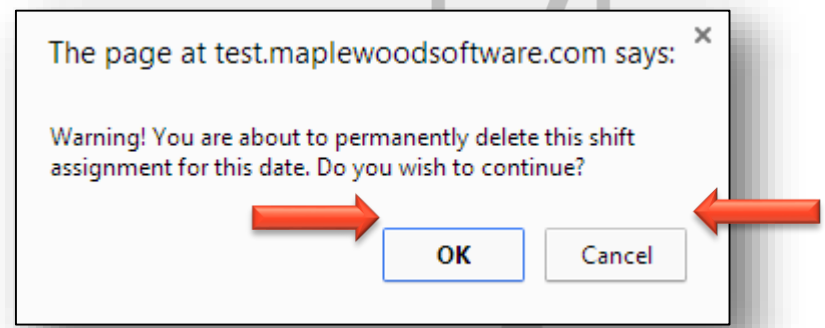 The page at test.maplewoodsoftware.com says:
Warning! You are about to permanently delete this shift
assignment for this date. Do you wish to continue?
OK Cancel